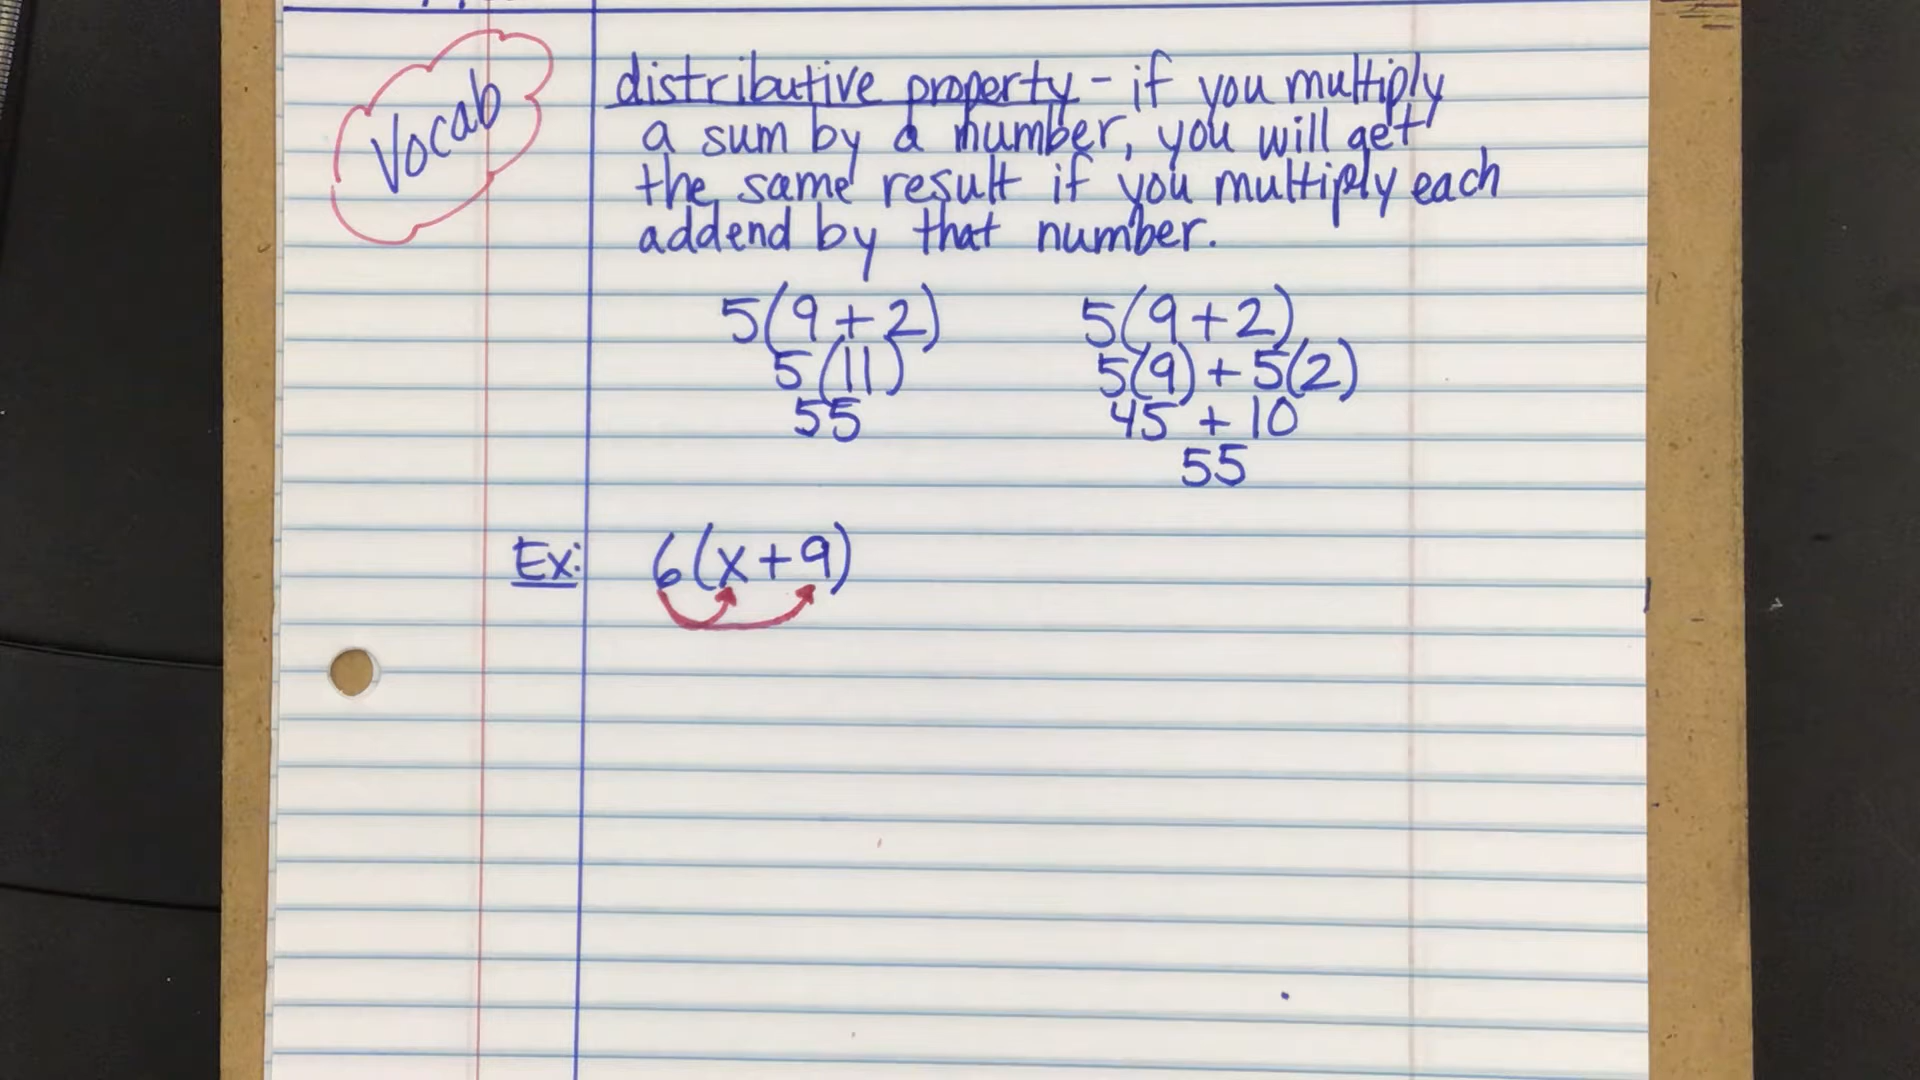 Vocab
distributive property - if you multiply
a sum by a number, you will get
the same result if you multiply each
addend by that number.
5(9+2)
5(11)
55
5(9+2)
5(9) + 5(2)
45 + 10
55
Ex: 6(x+9)